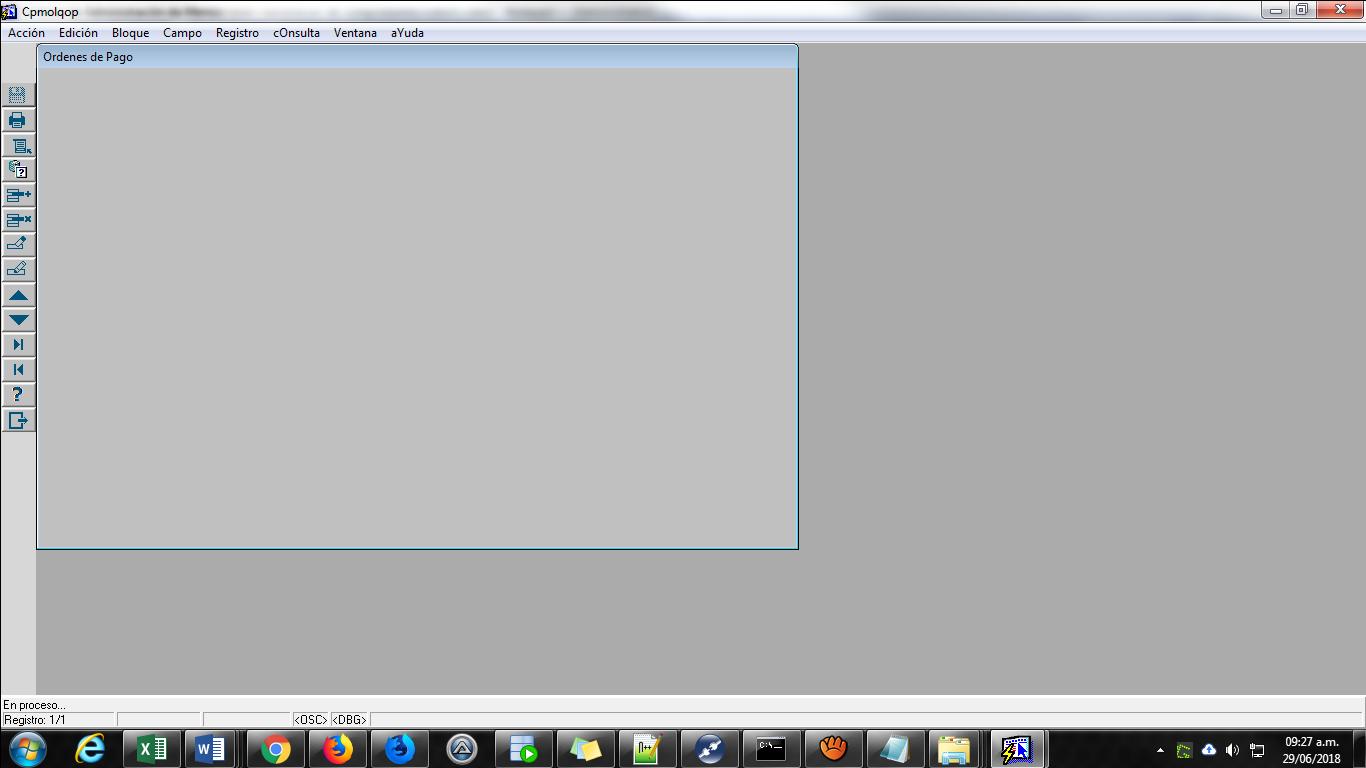 Cpmolqop
Acción Edición Bloque Campo Registro cOnsulta Ventana aYuda
Ordenes de Pago
En proceso...
Registro: 1/1 <OSC> <DBG>
09:27 a.m.
29/06/2018